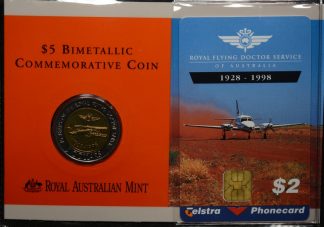 $5 BIMETALLIC
COMMEMORATIVE COIN
ROYAL AUSTRALIAN MINT
ROYAL FLYING DOCTOR SERVICE
OF AUSTRALIA
1928 - 1998
$2
Telstra Phonecard